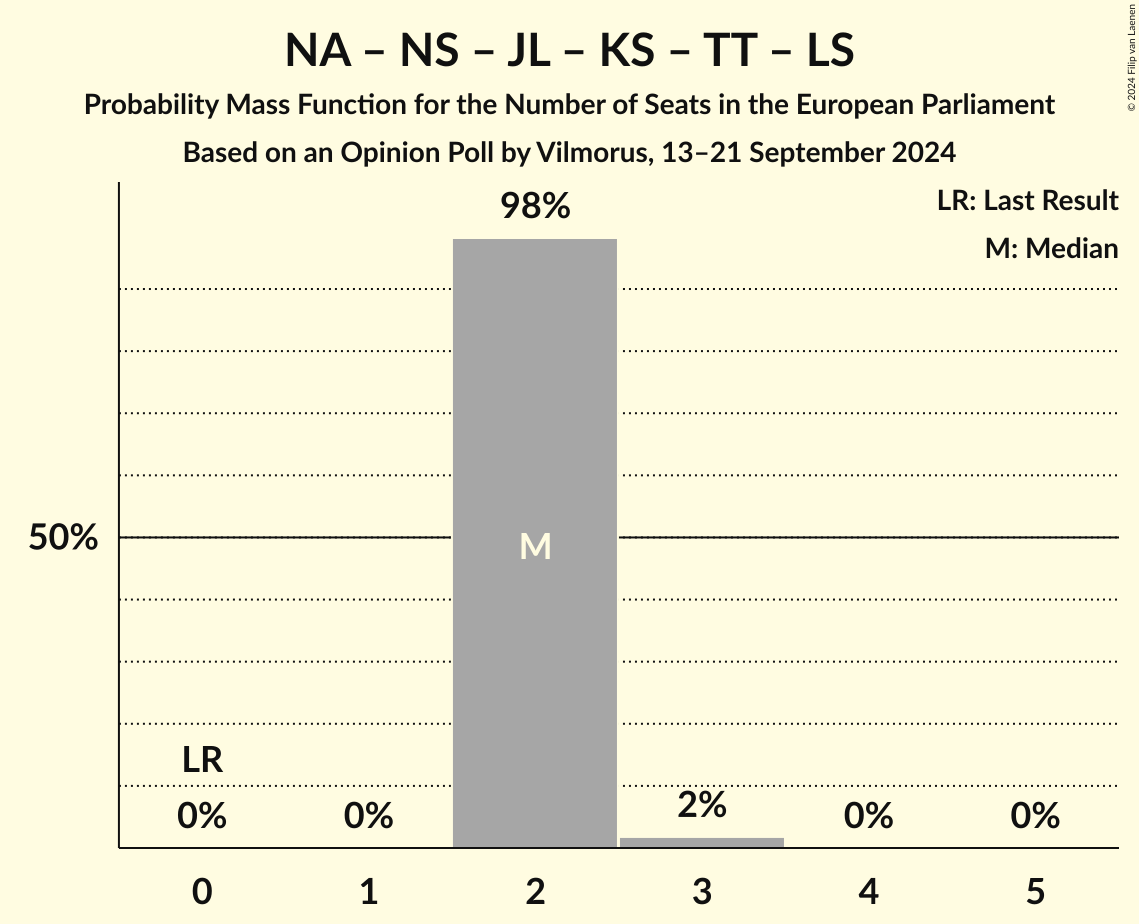 NA – NS – JL – KS – TT – LS
Probability Mass Function for the Number of Seats in the European Parliament
Based on an Opinion Poll by Vilmorus, 13–21 September 2024
© 2024 Filip van Laenen
LR: Last Result
M: Median
98%
50%
M
LR
0% 0% 2% 0% 0%
0 1 2 3 4 5